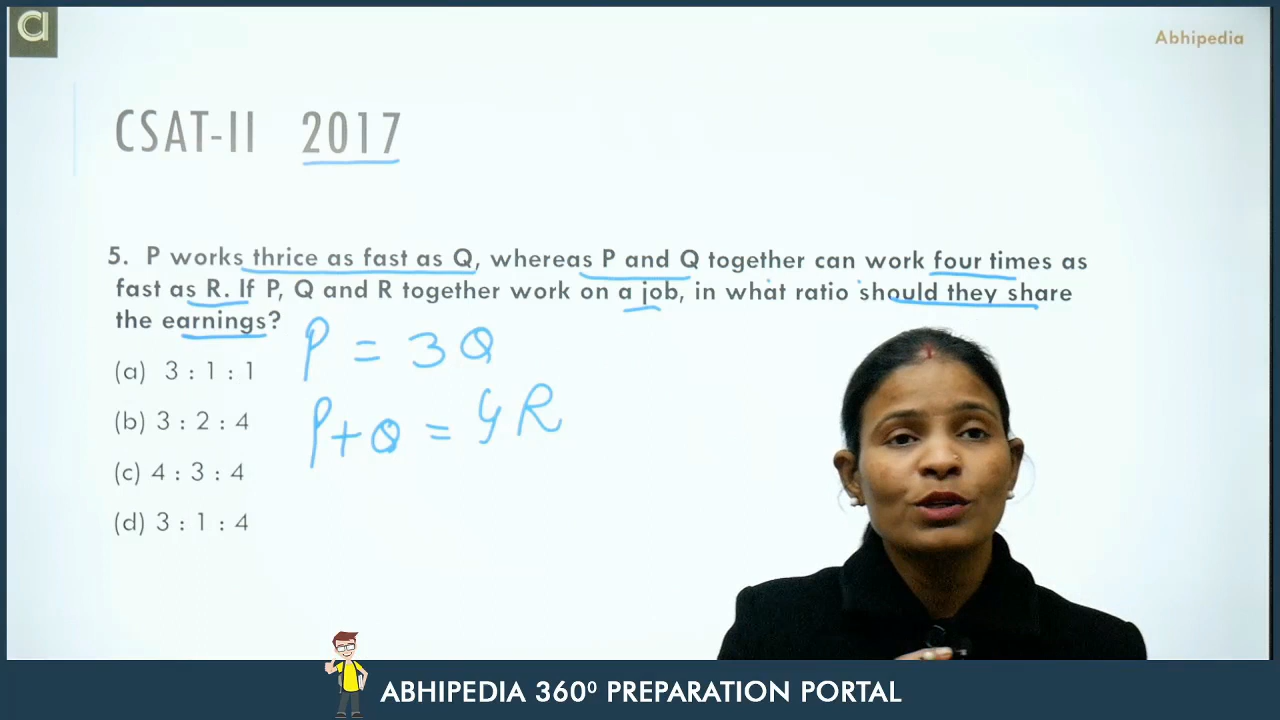 Abhipedia
CSAT-II 2017
5. P works thrice as fast as Q, whereas P and Q together can work four times as
fast as R. If P, Q and R together work on a job, in what ratio should they share
the earnings?
P = 3Q
(a) 3 : 1 : 1
P+Q = 4R
(b) 3 : 2 : 4
(c) 4 : 3 : 4
(d) 3 : 1 : 4
ABHIPEDIA 360⁰ PREPARATION PORTAL